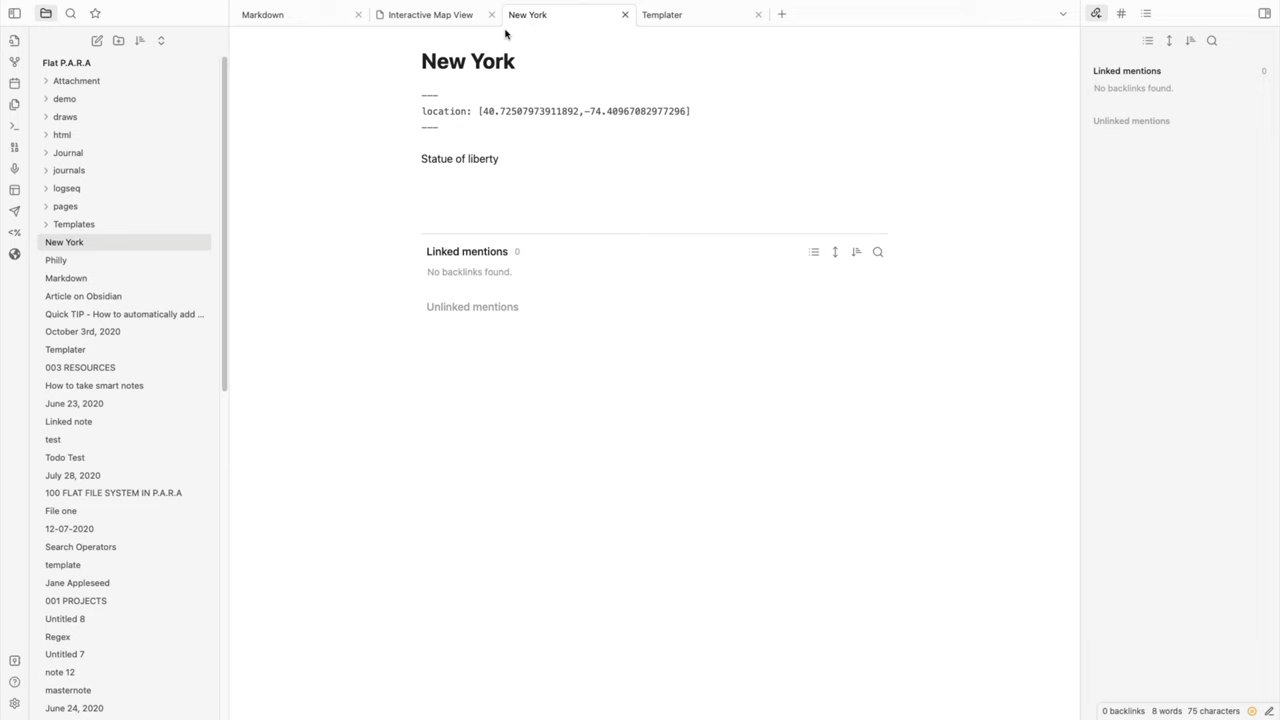 Markdown
Interactive Map View
New York
Templater
Flat P.A.R.A
Attachment
demo
draws
html
Journal
journals
logseq
pages
Templates
New York
Philly
Markdown
Article on Obsidian
Quick TIP - How to automatically add ...
October 3rd, 2020
Templater
003 RESOURCES
How to take smart notes
June 23, 2020
Linked note
test
Todo Test
July 28, 2020
100 FLAT FILE SYSTEM IN P.A.R.A
File one
12-07-2020
Search Operators
template
Jane Appleseed
001 PROJECTS
Untitled 8
Regex
Untitled 7
note 12
masternote
June 24, 2020
New York
---
location: [40.72507973911892,-74.40967082977296]
---
Statue of liberty
Linked mentions 0
No backlinks found.
Unlinked mentions
Linked mentions 0
No backlinks found.
Unlinked mentions
0 backlinks 8 words 75 characters